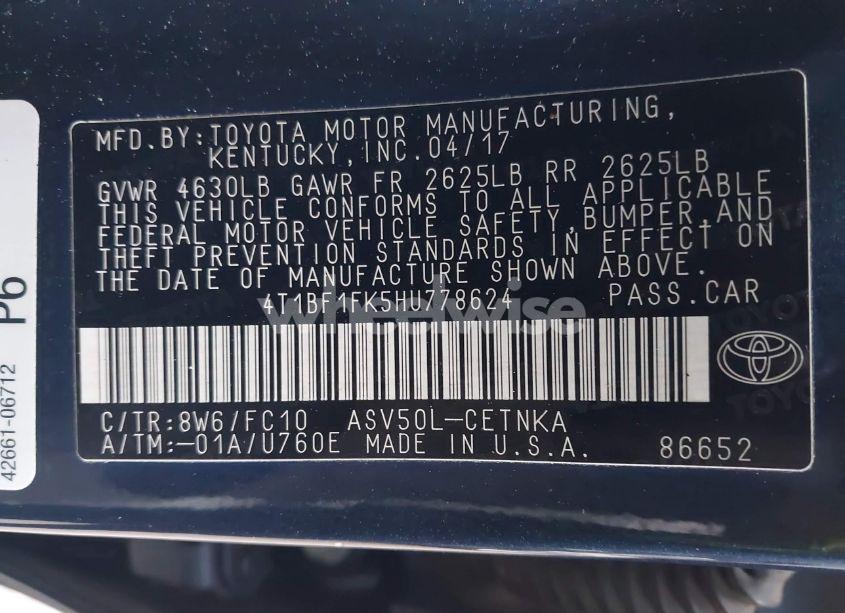 MFD.BY:TOYOTA MOTOR MANUFACTURING,
KENTUCKY,INC.04/17
GVWR 4630LB GAWR FR 2625LB RR 2625LB
THIS VEHICLE CONFORMS TO ALL APPLICABLE
FEDERAL MOTOR VEHICLE SAFETY,BUMPER,AND
THEFT PREVENTION STANDARDS IN EFFECT ON
THE DATE OF MANUFACTURE SHOWN ABOVE.
4T1BF1FK5HU778624 PASS.CAR
wheelwise
C/TR:8W6/FC10 ASV50L-CETNKA
A/TM:-01A/U760E MADE IN U.S.A. 86652
42661-06712 P6